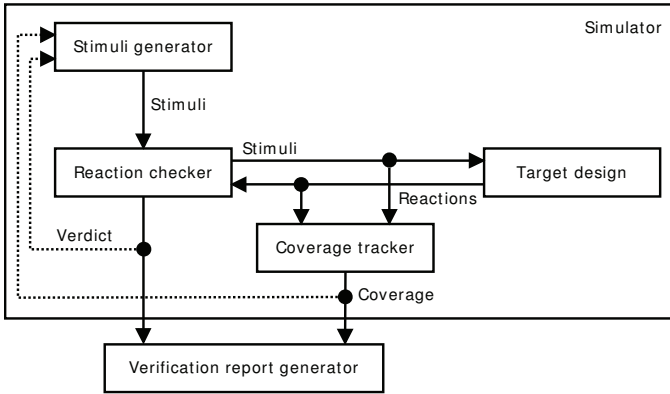 Simulator
Stimuli generator
Stimuli
Stimuli
Reaction checker
Target design
Reactions
Verdict
Coverage tracker
Coverage
Verification report generator